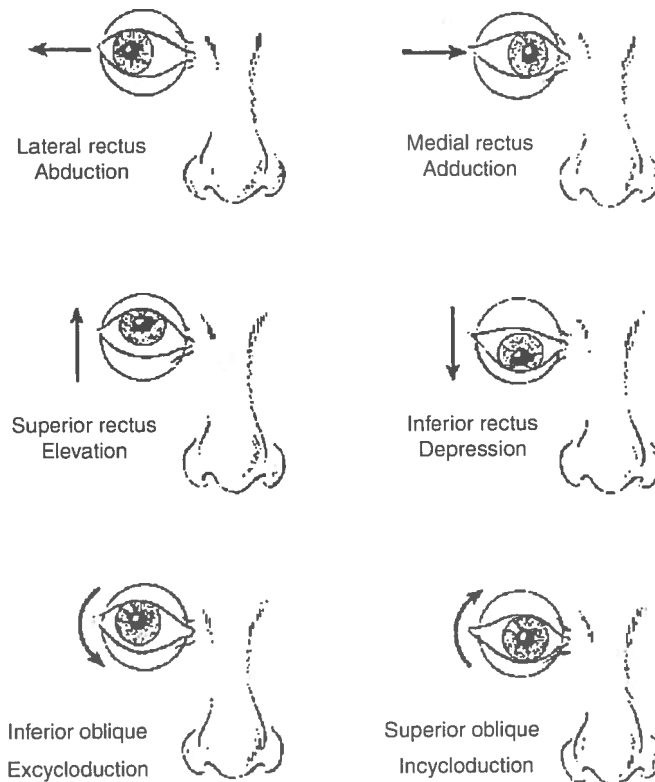 Lateral rectus
Abduction
Medial rectus
Adduction
Superior rectus
Elevation
Inferior rectus
Depression
Inferior oblique
Excycloduction
Superior oblique
Incycloduction